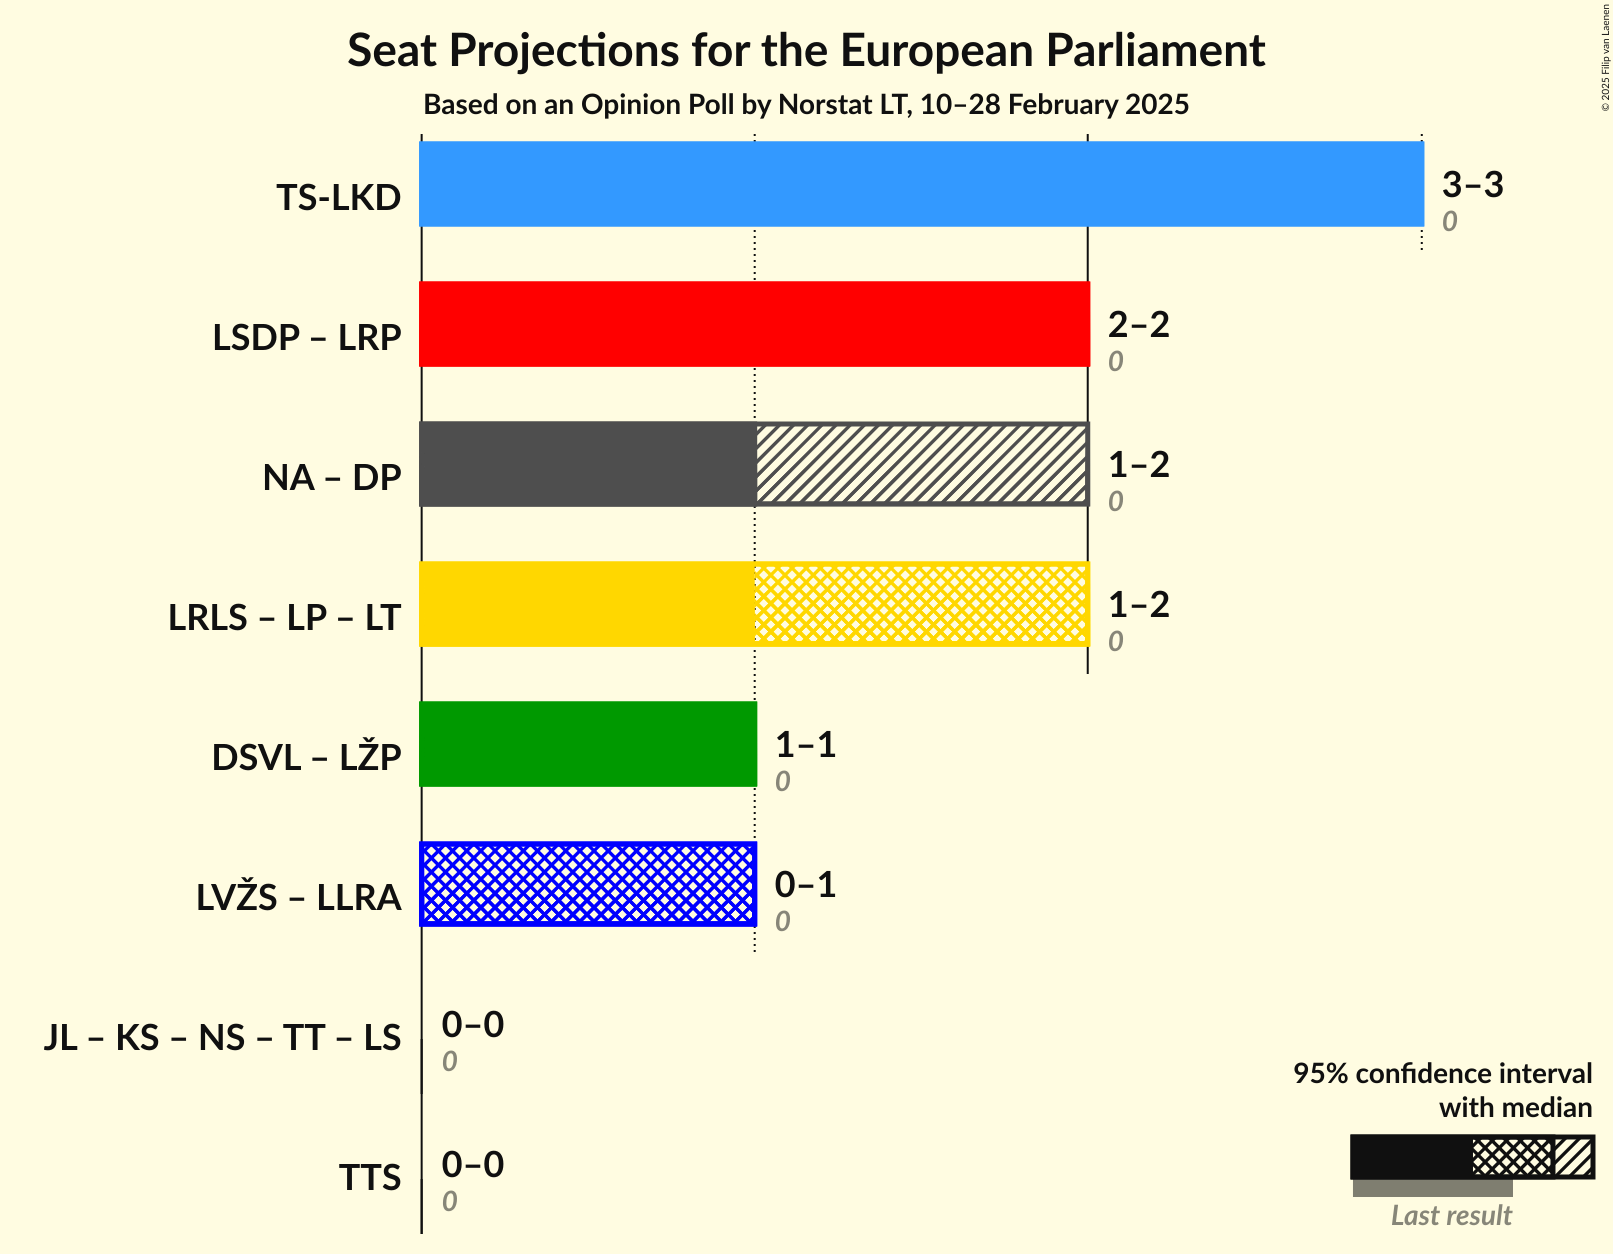 Seat Projections for the European Parliament
Based on an Opinion Poll by Norstat LT, 10–28 February 2025
© 2025 Filip van Laenen
TS-LKD
3–3
0
LSDP – LRP
2–2
0
NA – DP
1–2
0
LRLS – LP – LT
1–2
0
DSVL – LŽP
1–1
0
LVŽS – LLRA
0–1
0
JL – KS – NS – TT – LS
0–0
0
TTS
0–0
0
95% confidence interval
with median
Last result